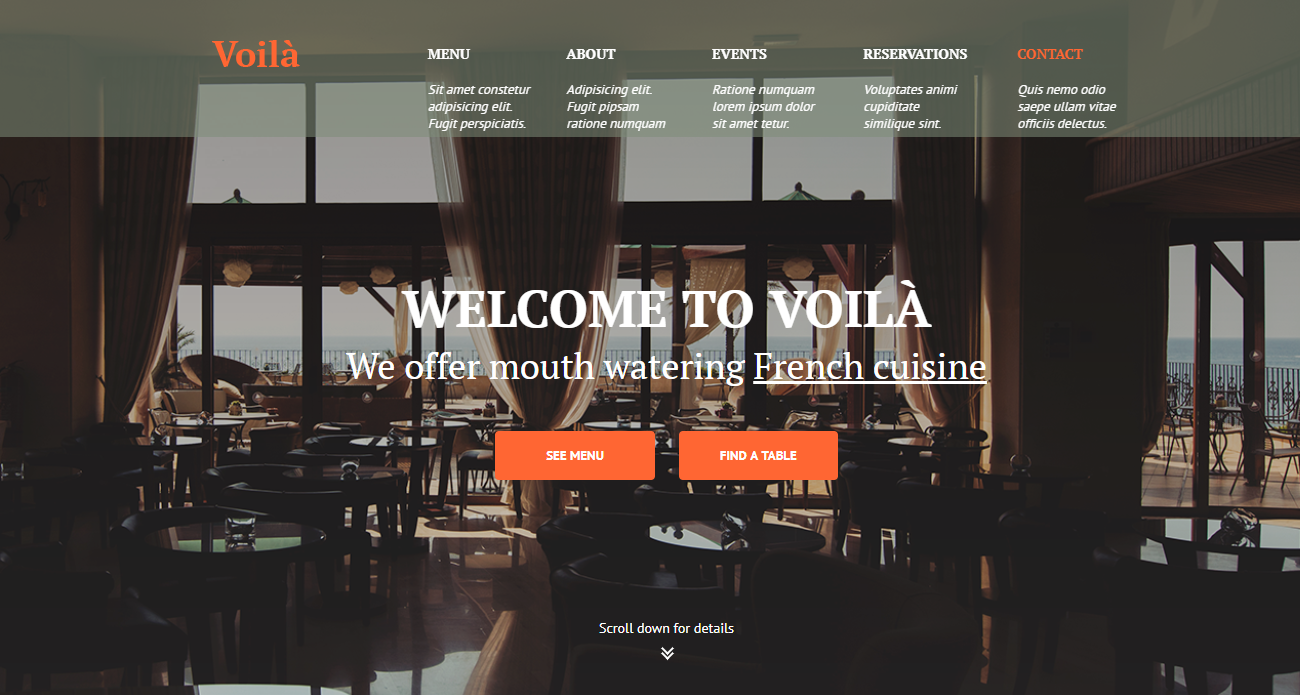 Voilà
MENU
Sit amet constetur
adipisicing elit.
Fugit perspiciatis.
ABOUT
Adipisicing elit.
Fugit pipsam
ratione numquam
EVENTS
Ratione numquam
lorem ipsum dolor
sit amet tetur.
RESERVATIONS
Voluptates animi
cupiditate
similique sint.
CONTACT
Quis nemo odio
saepe ullam vitae
officiis delectus.
WELCOME TO VOILÀ
We offer mouth watering French cuisine
SEE MENU
FIND A TABLE
Scroll down for details